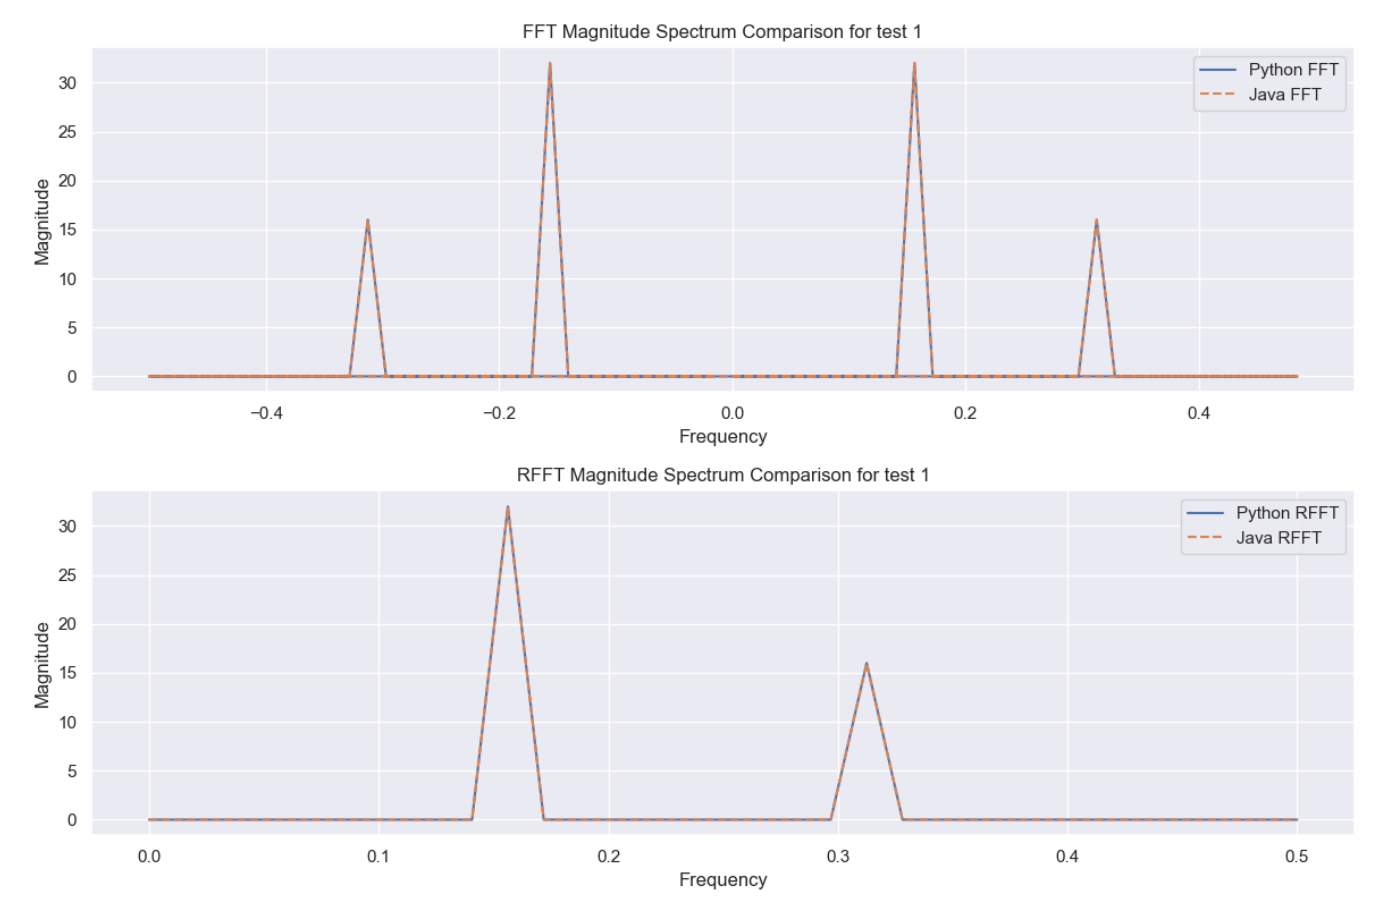 FFT Magnitude Spectrum Comparison for test 1
Python FFT
Java FFT
30
25
20
15
10
5
0
Magnitude
−0.4 −0.2 0.0 0.2 0.4
Frequency
RFFT Magnitude Spectrum Comparison for test 1
Python RFFT
Java RFFT
30
25
20
15
10
5
0
Magnitude
0.0 0.1 0.2 0.3 0.4 0.5
Frequency